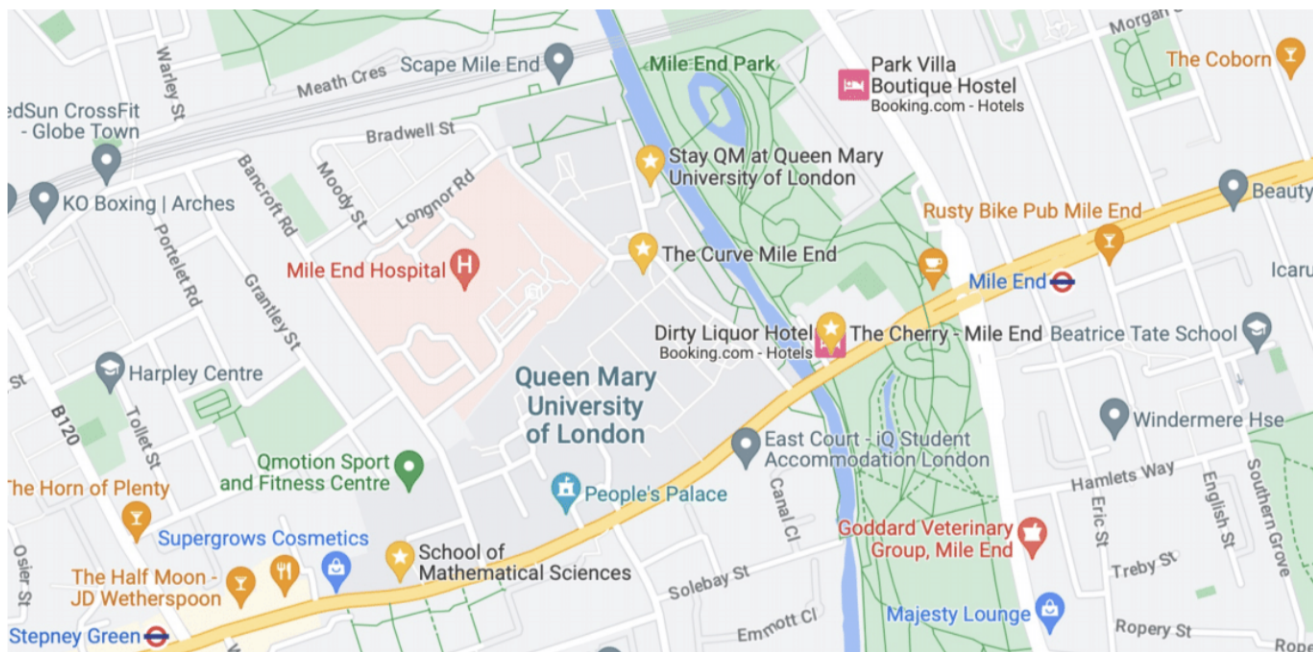 Morgan S
Warley St
Meath Cres
Scape Mile End
Mile End Park
Park Villa
Boutique Hostel
Booking.com - Hotels
The Coborn
edSun CrossFit
- Globe Town
Bradwell St
Bancroft Rd
Moody St
Longnor Rd
Stay QM at Queen Mary
University of London
KO Boxing | Arches
Beauty
Rusty Bike Pub Mile End
Portelet Rd
Mile End Hospital
H
The Curve Mile End
Mile End
Icaru
Grantley St
Dirty Liquor Hotel
Booking.com - Hotels
The Cherry - Mile End
Beatrice Tate School
St
Harpley Centre
Queen Mary
University
of London
B120
Tollet St
East Court - iQ Student
Accommodation London
Windermere Hse
Qmotion Sport
and Fitness Centre
The Horn of Plenty
People's Palace
Canal Cl
Hamlets Way
Eric St
English St
Southern Grove
Supergrows Cosmetics
Goddard Veterinary
Group, Mile End
Osier St
The Half Moon -
JD Wetherspoon
School of
Mathematical Sciences
Solebay St
Treby St
Majesty Lounge
Stepney Green
Emmott Cl
Ropery St
Rope
W